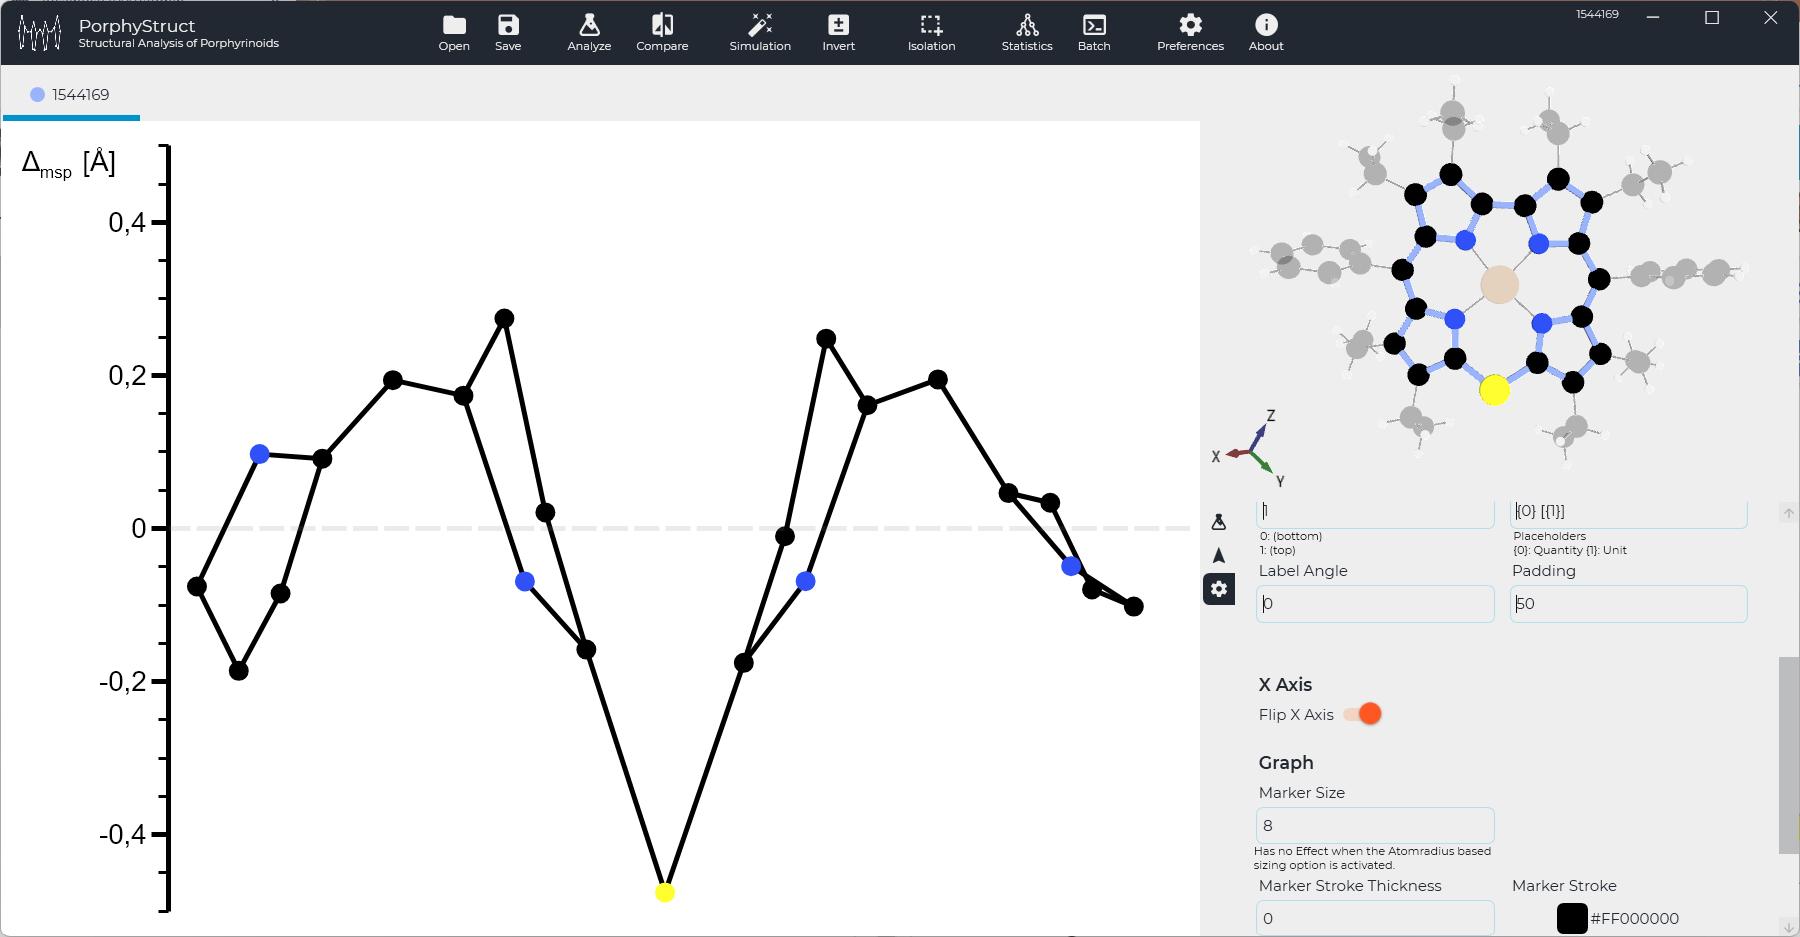 PorphyStruct
Structural Analysis of Porphyrinoids
Open
Save
Analyze
Compare
Simulation
Invert
Isolation
Statistics
Batch
Preferences
About
1544169
1544169
Δmsp [Å]
0,4
0,2
0
-0,2
-0,4
Z
X
Y
1
{0} [{1}]
0: (bottom)
1: (top)
Placeholders
{0}: Quantity {1}: Unit
Label Angle
Padding
0
50
X Axis
Flip X Axis
Graph
Marker Size
8
Has no Effect when the Atomradius based
sizing option is activated.
Marker Stroke Thickness
Marker Stroke
0
#FF000000